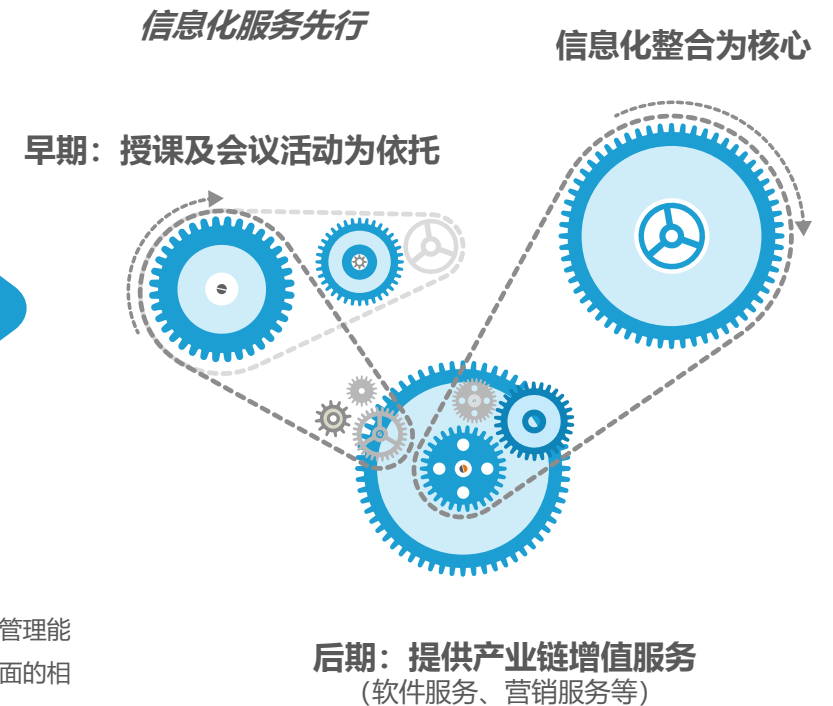 信息化服务先行
信息化整合为核心
早期：授课及会议活动为依托
管理能
面的相
后期：提供产业链增值服务
（软件服务、营销服务等）